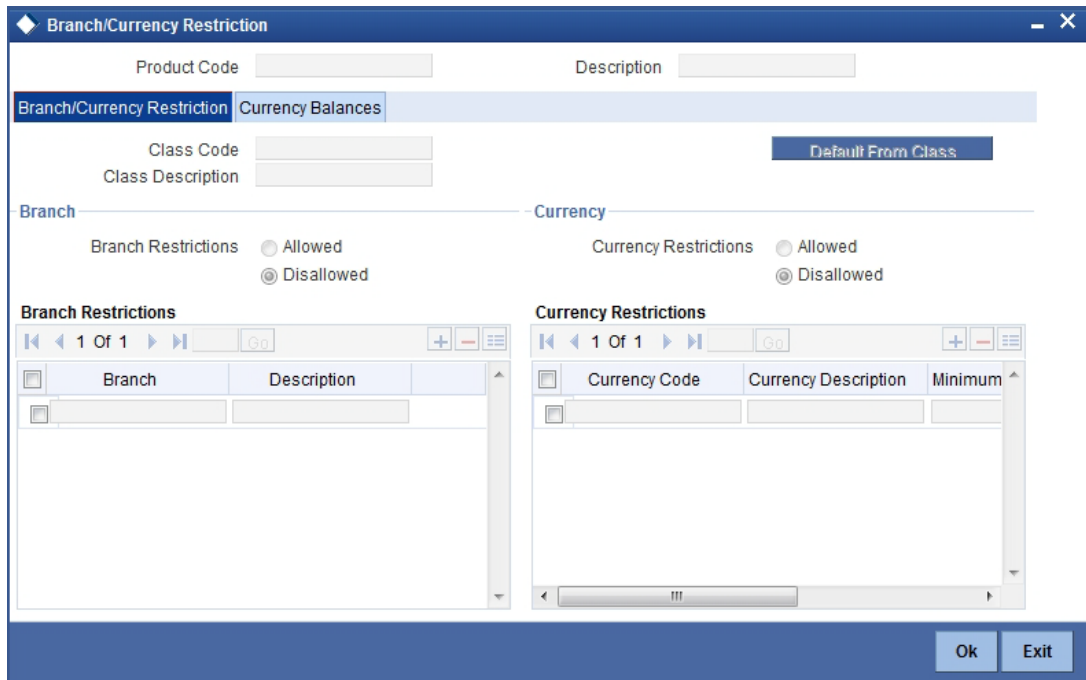 Branch/Currency Restriction
Product Code Description
Branch/Currency Restriction Currency Balances
Class Code Default From Class
Class Description
Branch Currency
Branch Restrictions Allowed Currency Restrictions Allowed
Disallowed Disallowed
Branch Restrictions Currency Restrictions
1 Of 1 Go 1 Of 1 Go
Branch Description Currency Code Currency Description Minimum
Ok Exit